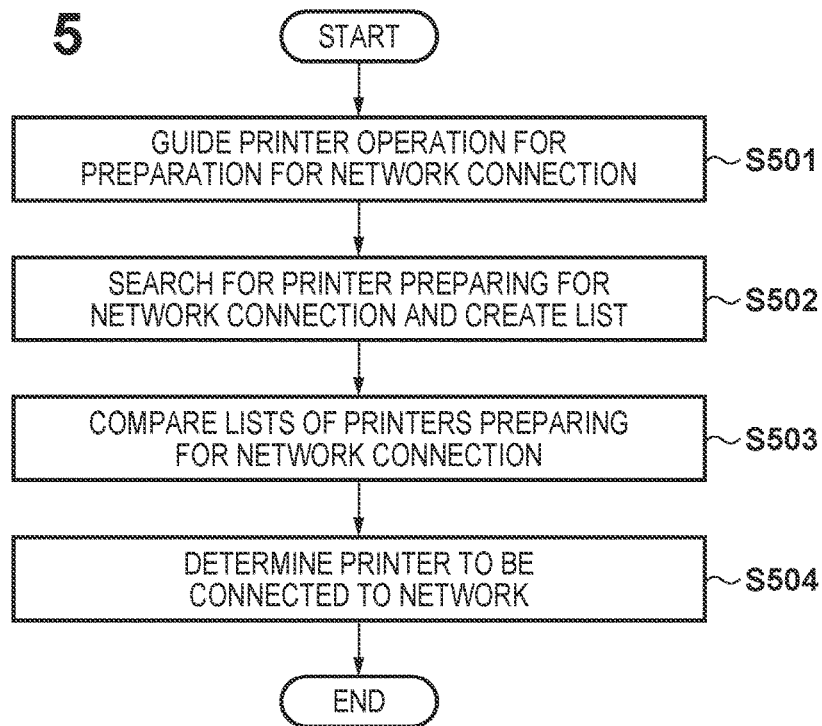 5
START
GUIDE PRINTER OPERATION FOR
PREPARATION FOR NETWORK CONNECTION
S501
SEARCH FOR PRINTER PREPARING FOR
NETWORK CONNECTION AND CREATE LIST
S502
COMPARE LISTS OF PRINTERS PREPARING
FOR NETWORK CONNECTION
S503
DETERMINE PRINTER TO BE
CONNECTED TO NETWORK
S504
END